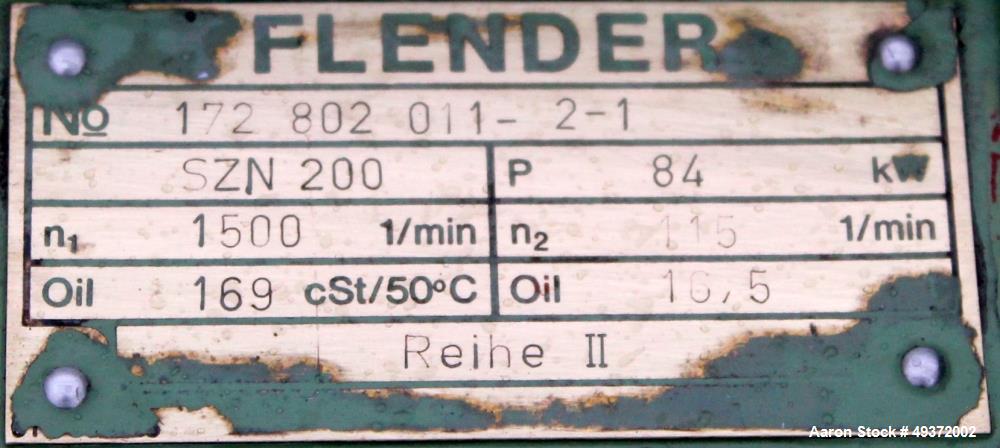 FLENDER
No 172 802 011- 2-1
SZN 200 P 84 kW
n₁ 1500 1/min n₂ 115 1/min
Oil 169 cSt/50°C Oil 16,5
Reihe II
Aaron Stock # 49372002